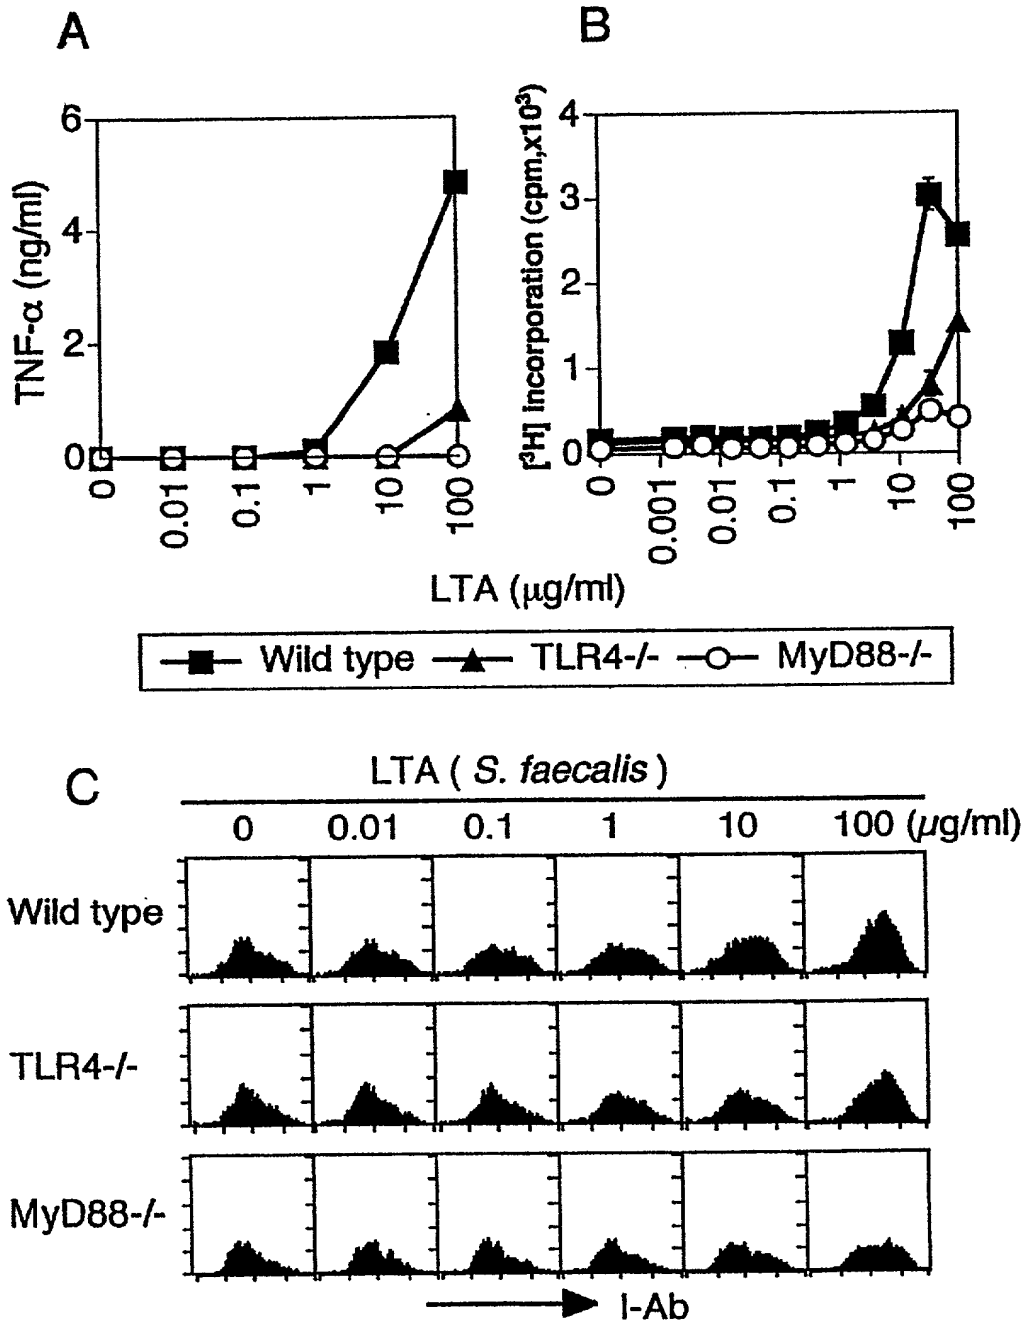 A
B
6
4
2
0
TNF-α (ng/ml)
0 0.01 0.1 1 10 100
4
3
2
1
0
[³H] incorporation (cpm,x10³)
0 0.001 0.01 0.1 1 10 100
LTA (μg/ml)
Wild type TLR4-/- MyD88-/-
C
LTA ( S. faecalis )
0 0.01 0.1 1 10 100 (μg/ml)
Wild type
TLR4-/-
MyD88-/-
I-Ab